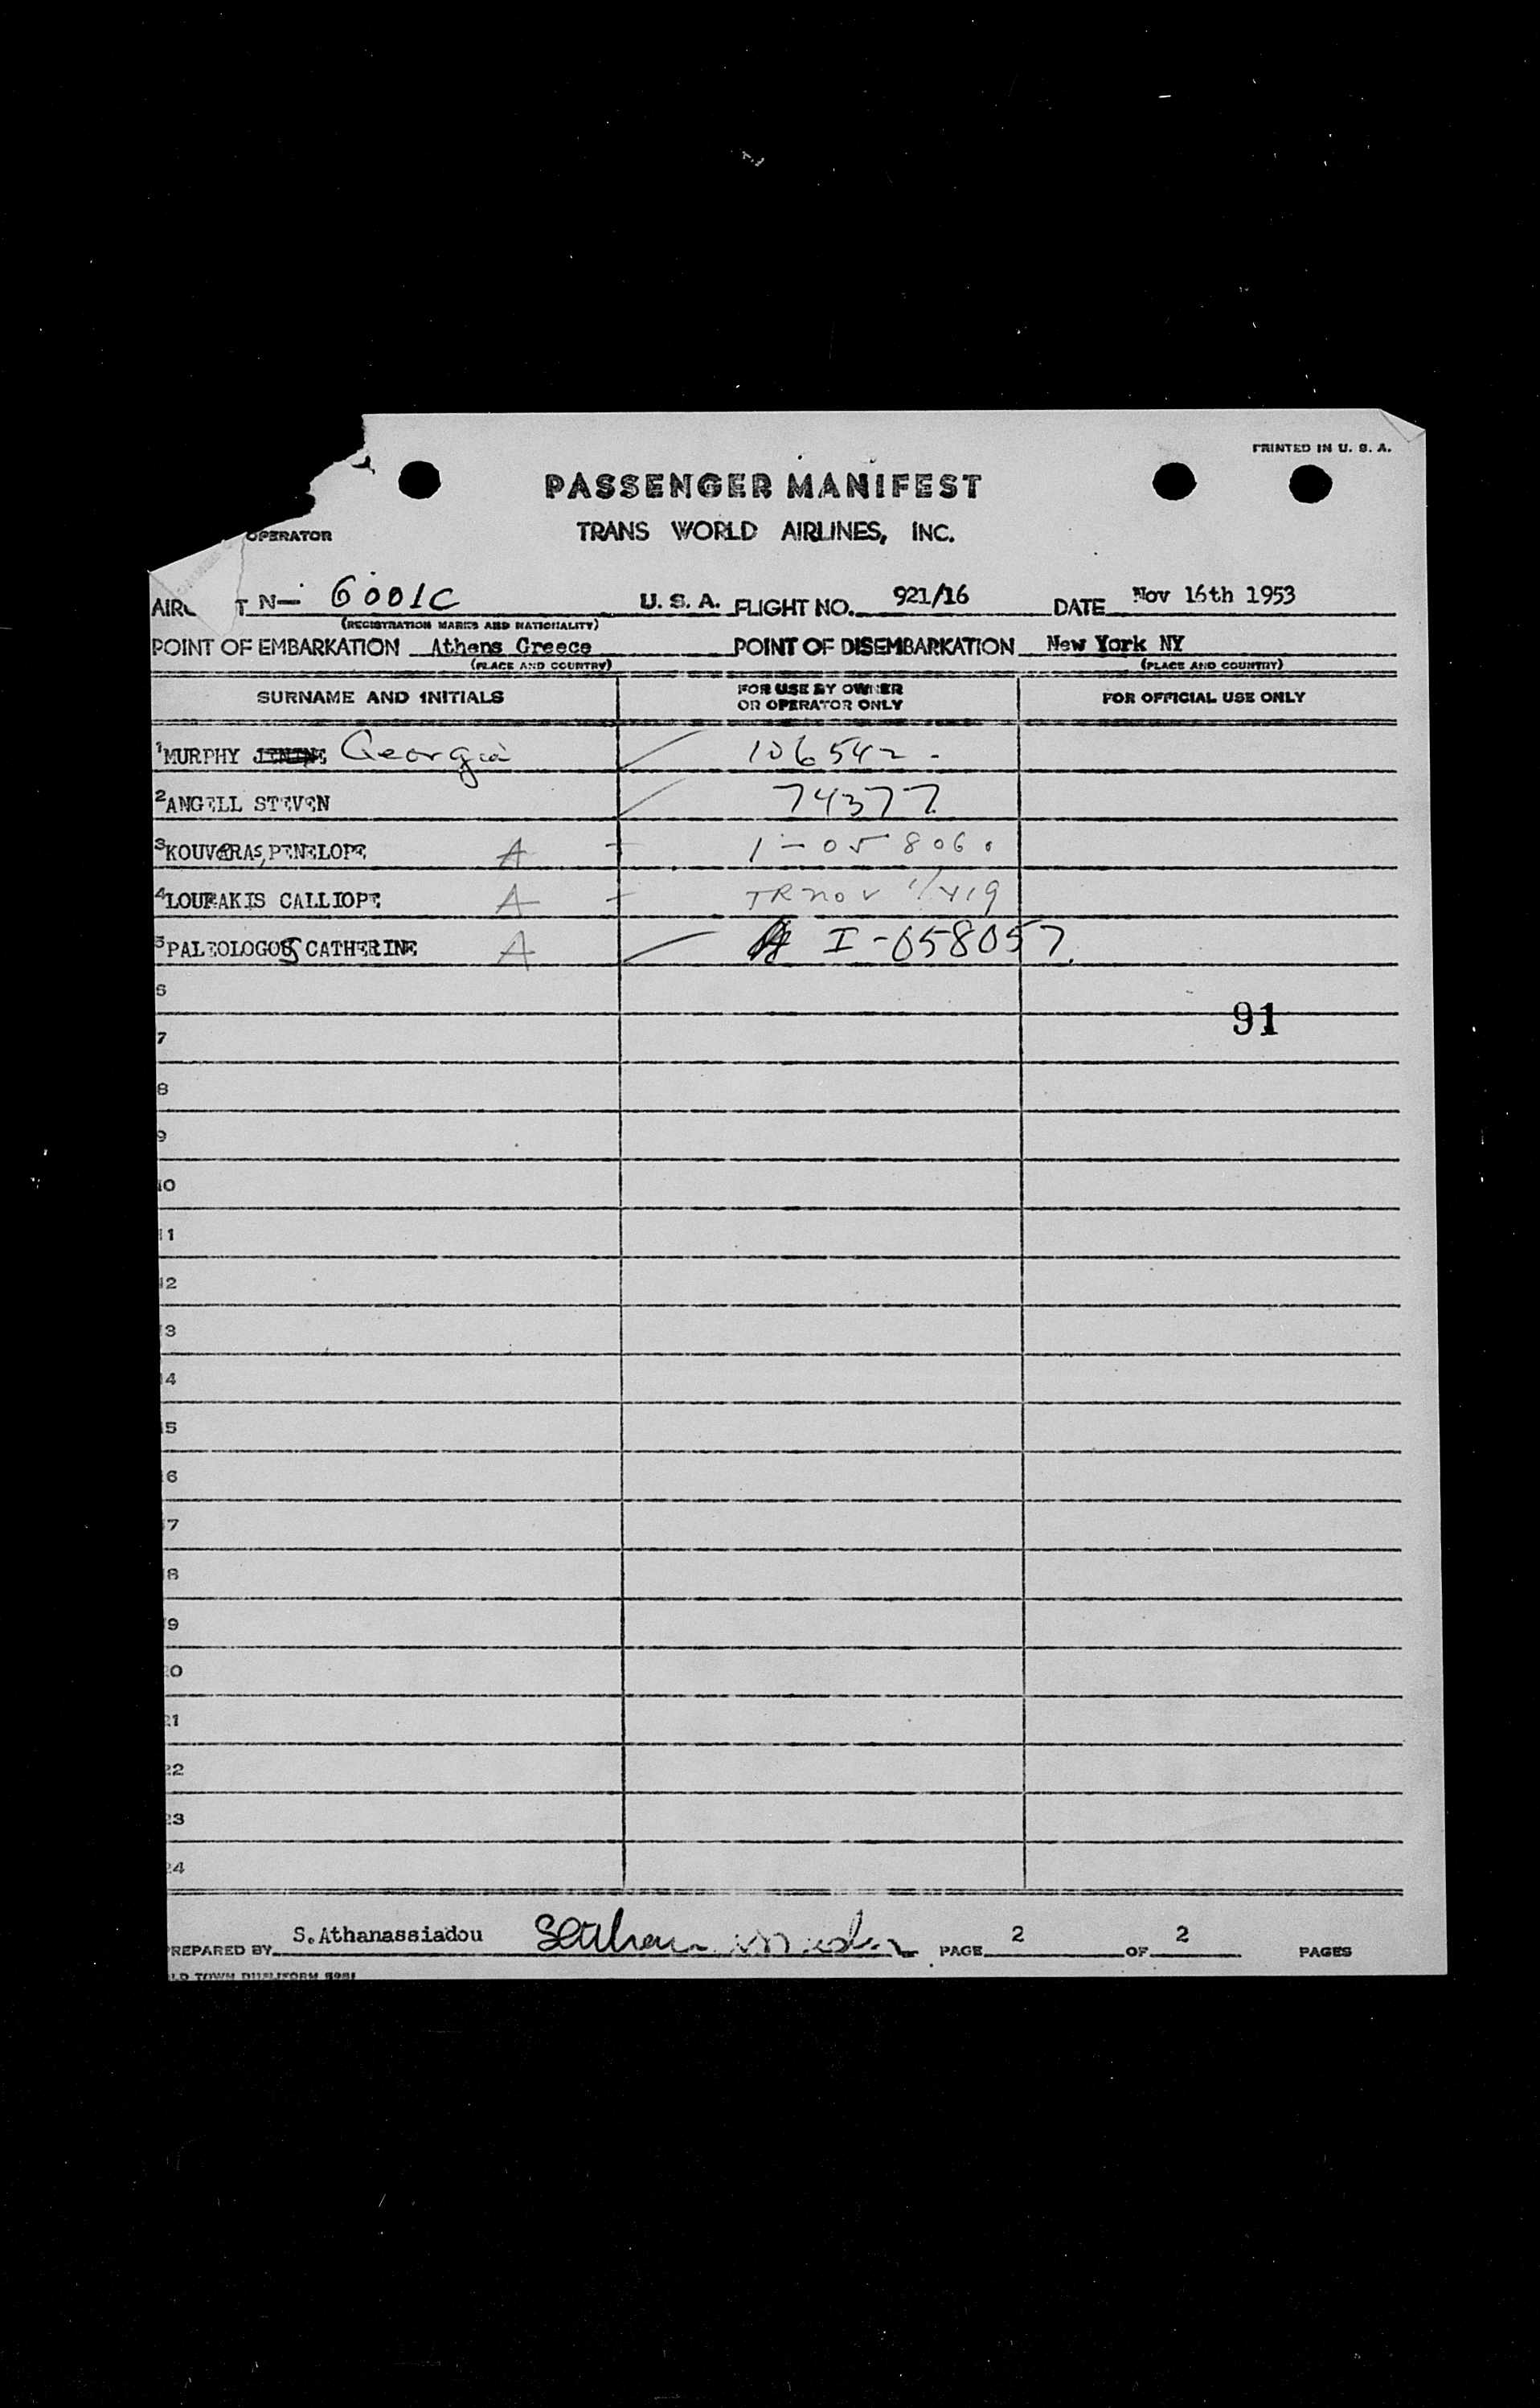 PRINTED IN U. S. A.
PASSENGER MANIFEST
OPERATOR
TRANS WORLD AIRLINES, INC.
N- 6001C U. S. A. FLIGHT NO. 921/16 DATE Nov 16th 1953
(REGISTRATION MARKS AND NATIONALITY)
POINT OF EMBARKATION Athens Greece POINT OF DISEMBARKATION New York NY
(PLACE AND COUNTRY) (PLACE AND COUNTRY)
SURNAME AND INITIALS FOR USE BY OWNER OR OPERATOR ONLY FOR OFFICIAL USE ONLY
1 MURPHY Georgia 106542 -
2 ANGELL STEVEN 74377
3 KOUVARAS, PENELOPE A 1-058060
4 LOURAKIS CALLIOPE A
5 PALEOLOGOS CATHERINE A I-058057.
6
91
7
8
9
10
11
12
13
14
15
16
17
18
19
20
21
22
23
24
PREPARED BY S.Athanassiadou PAGE 2 OF 2 PAGES